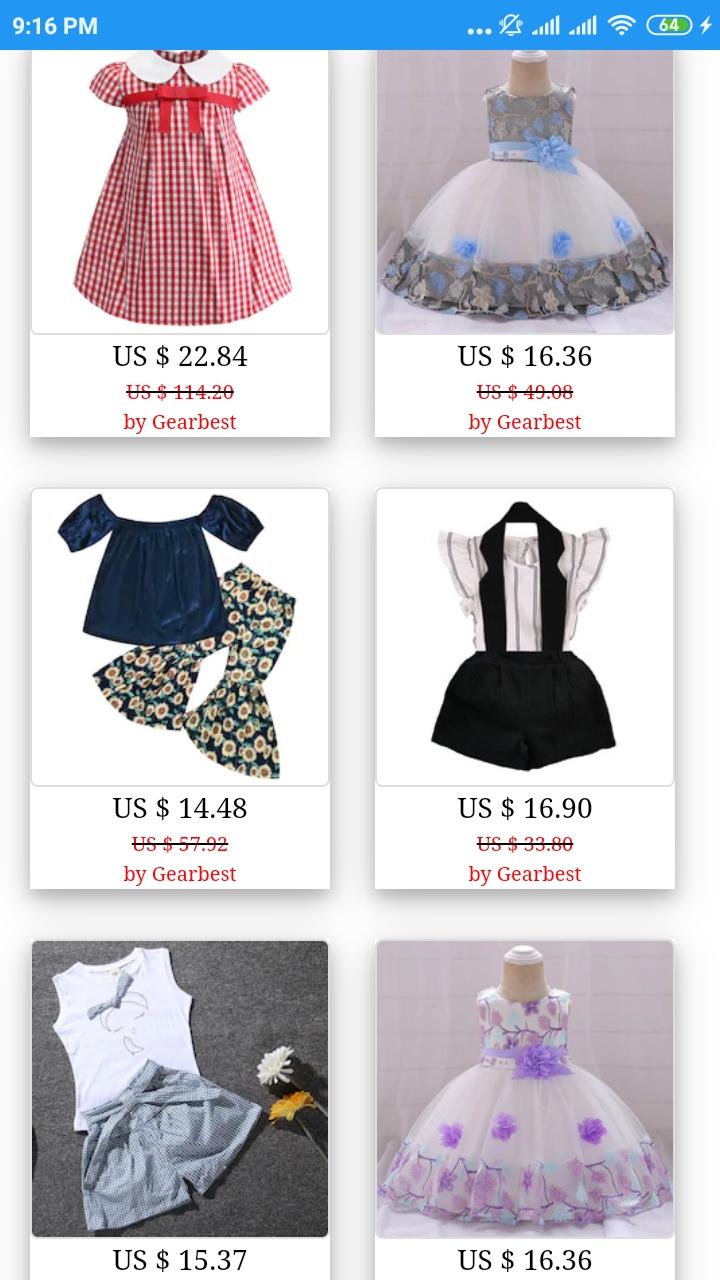 9:16 PM
64
US $ 22.84
US $ 114.20
by Gearbest
US $ 16.36
US $ 49.08
by Gearbest
US $ 14.48
US $ 57.92
by Gearbest
US $ 16.90
US $ 33.80
by Gearbest
US $ 15.37
US $ 16.36